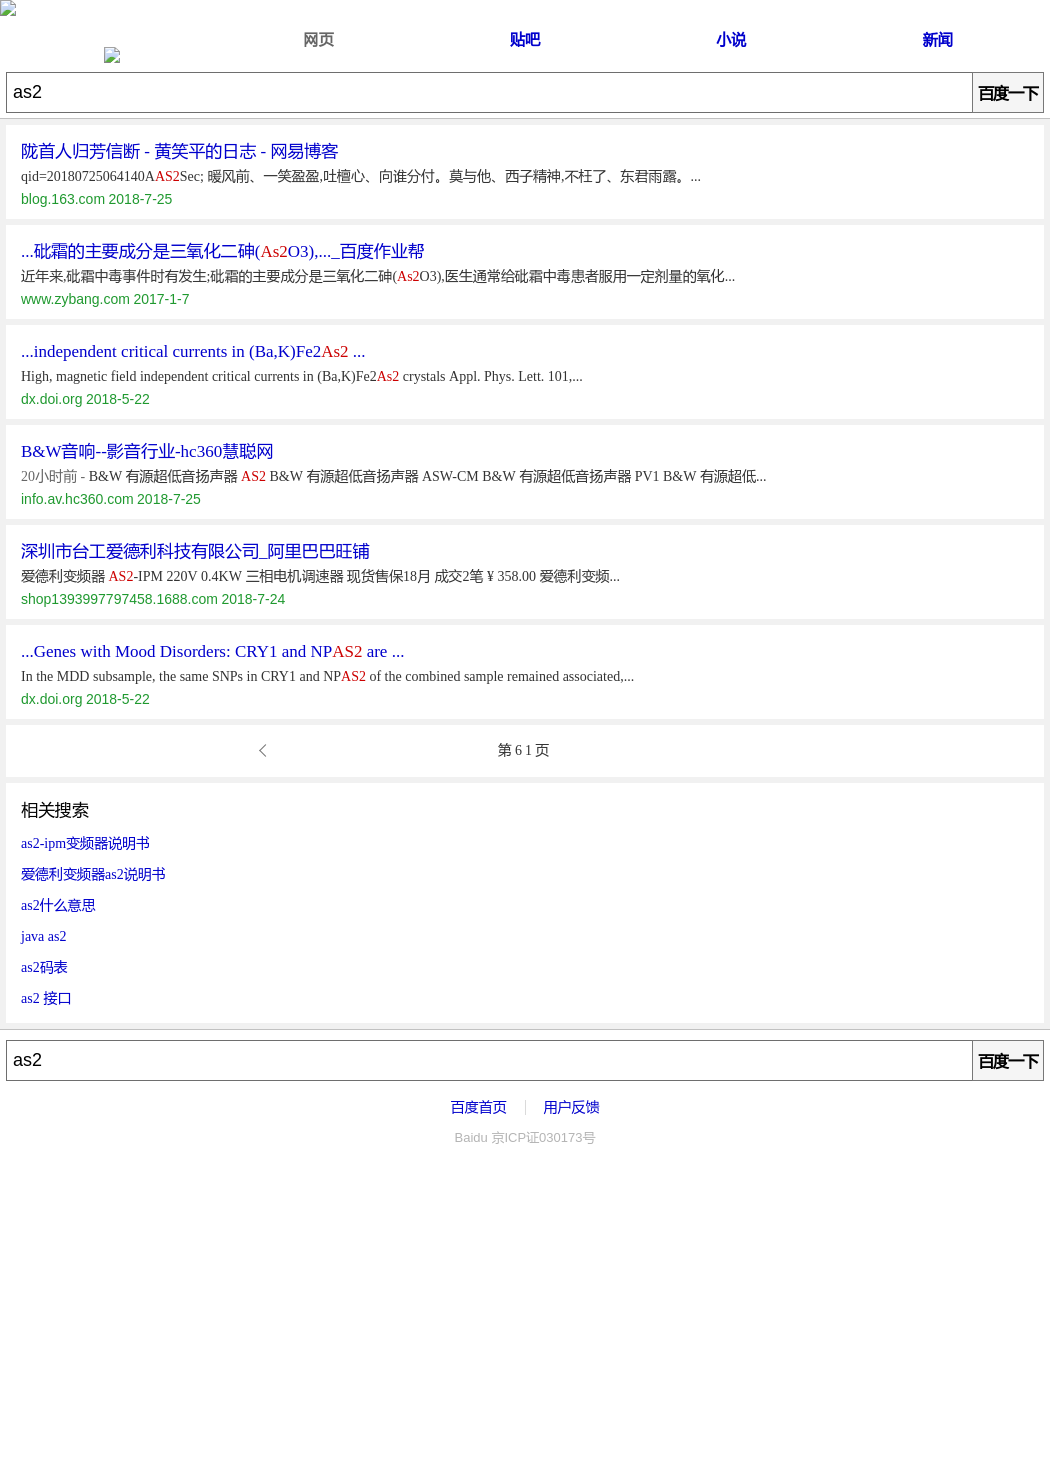 网页 贴吧 小说 新闻
as2 百度一下
陇首人归芳信断 - 黄笑平的日志 - 网易博客
qid=20180725064140AAS2Sec; 暖风前、一笑盈盈,吐檀心、向谁分付。莫与他、西子精神,不枉了、东君雨露。...
blog.163.com 2018-7-25
...砒霜的主要成分是三氧化二砷(As2O3),..._百度作业帮
近年来,砒霜中毒事件时有发生;砒霜的主要成分是三氧化二砷(As2O3),医生通常给砒霜中毒患者服用一定剂量的氧化...
www.zybang.com 2017-1-7
...independent critical currents in (Ba,K)Fe2As2 ...
High, magnetic field independent critical currents in (Ba,K)Fe2As2 crystals Appl. Phys. Lett. 101,...
dx.doi.org 2018-5-22
B&W音响--影音行业-hc360慧聪网
20小时前 - B&W 有源超低音扬声器 AS2 B&W 有源超低音扬声器 ASW-CM B&W 有源超低音扬声器 PV1 B&W 有源超低...
info.av.hc360.com 2018-7-25
深圳市台工爱德利科技有限公司_阿里巴巴旺铺
爱德利变频器 AS2-IPM 220V 0.4KW 三相电机调速器 现货售保18月 成交2笔 ¥ 358.00 爱德利变频...
shop1393997797458.1688.com 2018-7-24
...Genes with Mood Disorders: CRY1 and NPAS2 are ...
In the MDD subsample, the same SNPs in CRY1 and NPAS2 of the combined sample remained associated,...
dx.doi.org 2018-5-22
第 6 1 页
相关搜索
as2-ipm变频器说明书
爱德利变频器as2说明书
as2什么意思
java as2
as2码表
as2 接口
as2 百度一下
百度首页 用户反馈
Baidu 京ICP证030173号